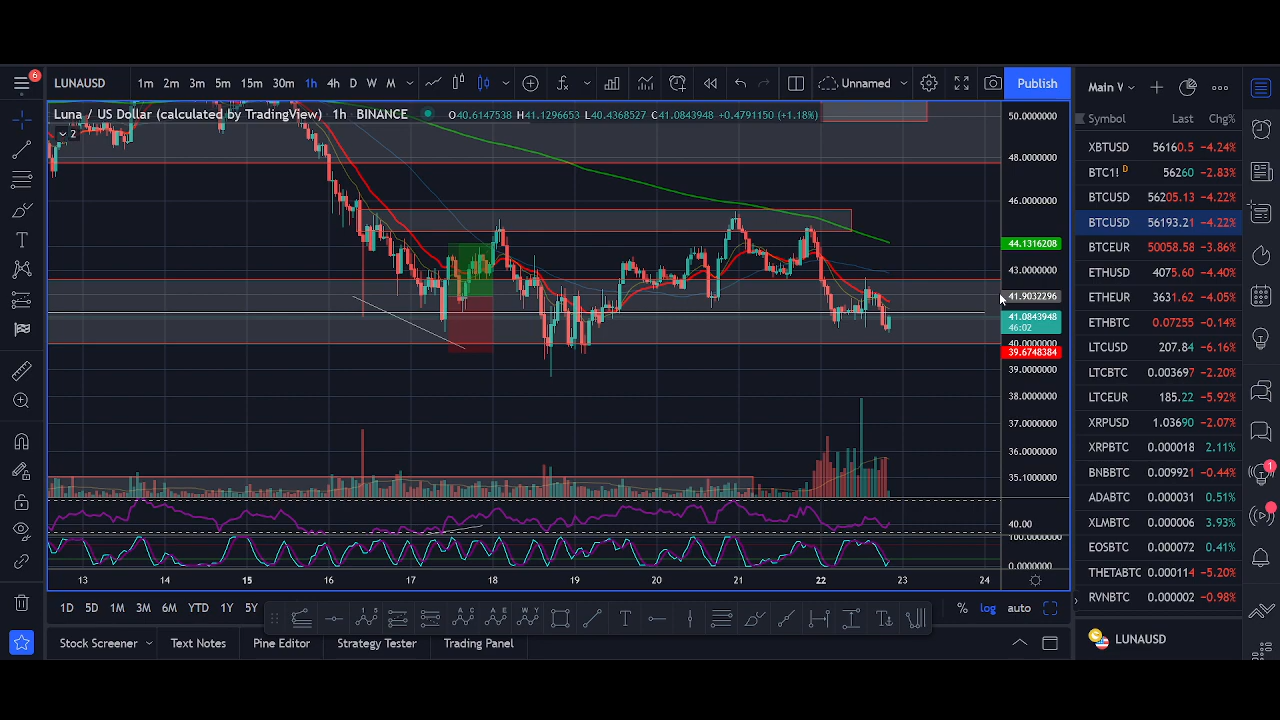 6
LUNAUSD 1m 2m 3m 5m 15m 30m 1h 4h D W M Unnamed Publish Main V
Luna / US Dollar (calculated by TradingView) 1h BINANCE O40.6147538 H41.1296653 L40.4368527 C41.0843948 +0.4791150 (+1.18%)
2
50.0000000
48.0000000
46.0000000
44.1316208
43.0000000
41.9032296
41.0843948
46:02
40.0000000
39.6748384
39.0000000
38.0000000
37.0000000
36.0000000
35.1000000
40.00
100.0000000
0.0000000
13 14 15 16 17 18 19 20 21 22 23 24
Symbol Last Chg%
XBTUSD 56160.5 −4.24%
BTC1! D 56260 −2.83%
BTCUSD 56205.13 −4.22%
BTCUSD 56193.21 −4.22%
BTCEUR 50058.58 −3.86%
ETHUSD 4075.60 −4.40%
ETHEUR 3631.62 −4.05%
ETHBTC 0.07255 −0.14%
LTCUSD 207.84 −6.16%
LTCBTC 0.003697 −2.20%
LTCEUR 185.22 −5.92%
XRPUSD 1.03690 −2.07%
XRPBTC 0.000018 2.11%
BNBBTC 0.009921 −0.44%
ADABTC 0.000031 0.51%
XLMBTC 0.000006 3.93%
EOSBTC 0.000072 0.41%
THETABTC 0.000114 −5.20%
RVNBTC 0.000002 −0.98%
1
1D 5D 1M 3M 6M YTD 1Y 5Y % log auto
Stock Screener Text Notes Pine Editor Strategy Tester Trading Panel
LUNAUSD